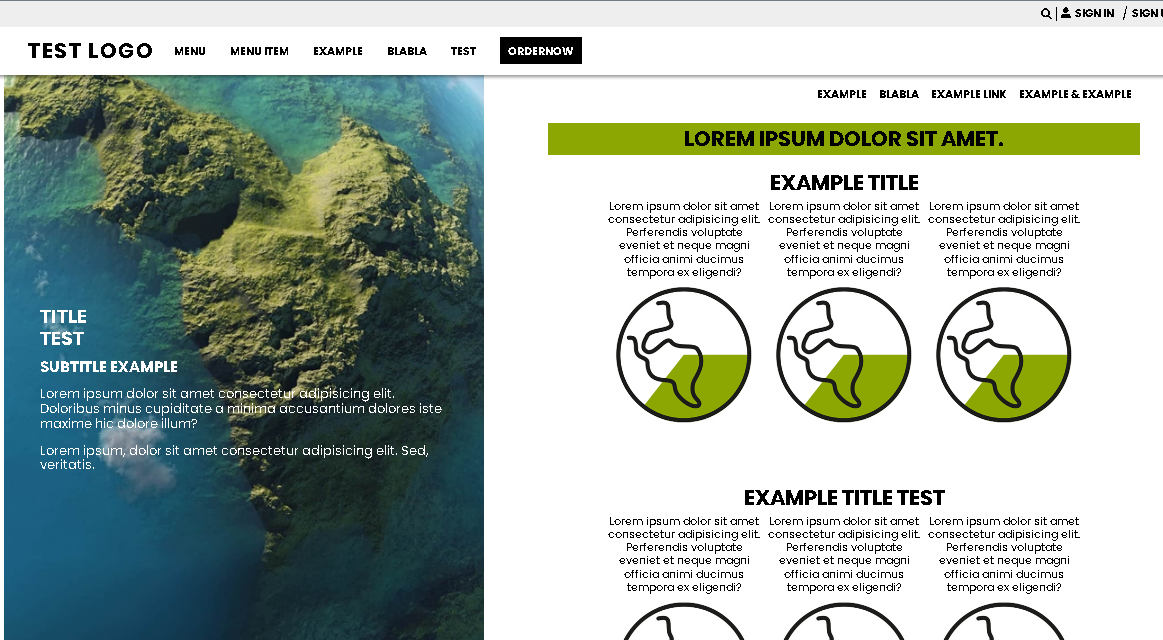 SIGN IN / SIGN U
TEST LOGO MENU MENU ITEM EXAMPLE BLABLA TEST ORDERNOW
EXAMPLE BLABLA EXAMPLE LINK EXAMPLE & EXAMPLE
TITLE
TEST
SUBTITLE EXAMPLE
Lorem ipsum dolor sit amet consectetur adipisicing elit.
Doloribus minus cupiditate a minima accusantium dolores iste
maxime hic dolore illum?
Lorem ipsum, dolor sit amet consectetur adipisicing elit. Sed,
veritatis.
LOREM IPSUM DOLOR SIT AMET.
EXAMPLE TITLE
Lorem ipsum dolor sit amet
consectetur adipisicing elit.
Perferendis voluptate
eveniet et neque magni
officia animi ducimus
tempora ex eligendi?
Lorem ipsum dolor sit amet
consectetur adipisicing elit.
Perferendis voluptate
eveniet et neque magni
officia animi ducimus
tempora ex eligendi?
Lorem ipsum dolor sit amet
consectetur adipisicing elit.
Perferendis voluptate
eveniet et neque magni
officia animi ducimus
tempora ex eligendi?
EXAMPLE TITLE TEST
Lorem ipsum dolor sit amet
consectetur adipisicing elit.
Perferendis voluptate
eveniet et neque magni
officia animi ducimus
tempora ex eligendi?
Lorem ipsum dolor sit amet
consectetur adipisicing elit.
Perferendis voluptate
eveniet et neque magni
officia animi ducimus
tempora ex eligendi?
Lorem ipsum dolor sit amet
consectetur adipisicing elit.
Perferendis voluptate
eveniet et neque magni
officia animi ducimus
tempora ex eligendi?